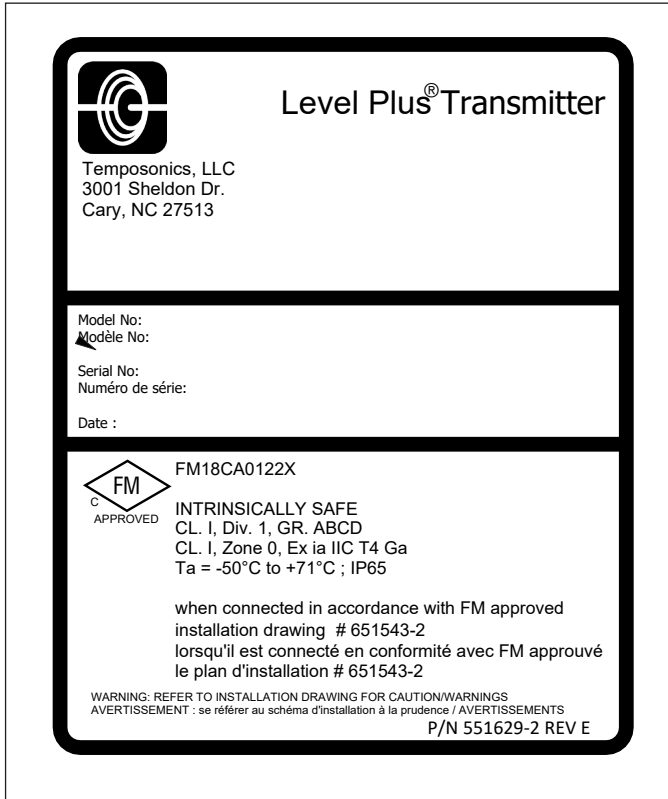 Level Plus® Transmitter
Temposonics, LLC
3001 Sheldon Dr.
Cary, NC 27513
Model No:
Modèle No:
Serial No:
Numéro de série:
Date :
FM
C
APPROVED
FM18CA0122X
INTRINSICALLY SAFE
CL. I, Div. 1, GR. ABCD
CL. I, Zone 0, Ex ia IIC T4 Ga
Ta = -50°C to +71°C ; IP65
when connected in accordance with FM approved
installation drawing # 651543-2
lorsqu'il est connecté en conformité avec FM approuvé
le plan d'installation # 651543-2
WARNING: REFER TO INSTALLATION DRAWING FOR CAUTION/WARNINGS
AVERTISSEMENT : se référer au schéma d'installation à la prudence / AVERTISSEMENTS
P/N 551629-2 REV E